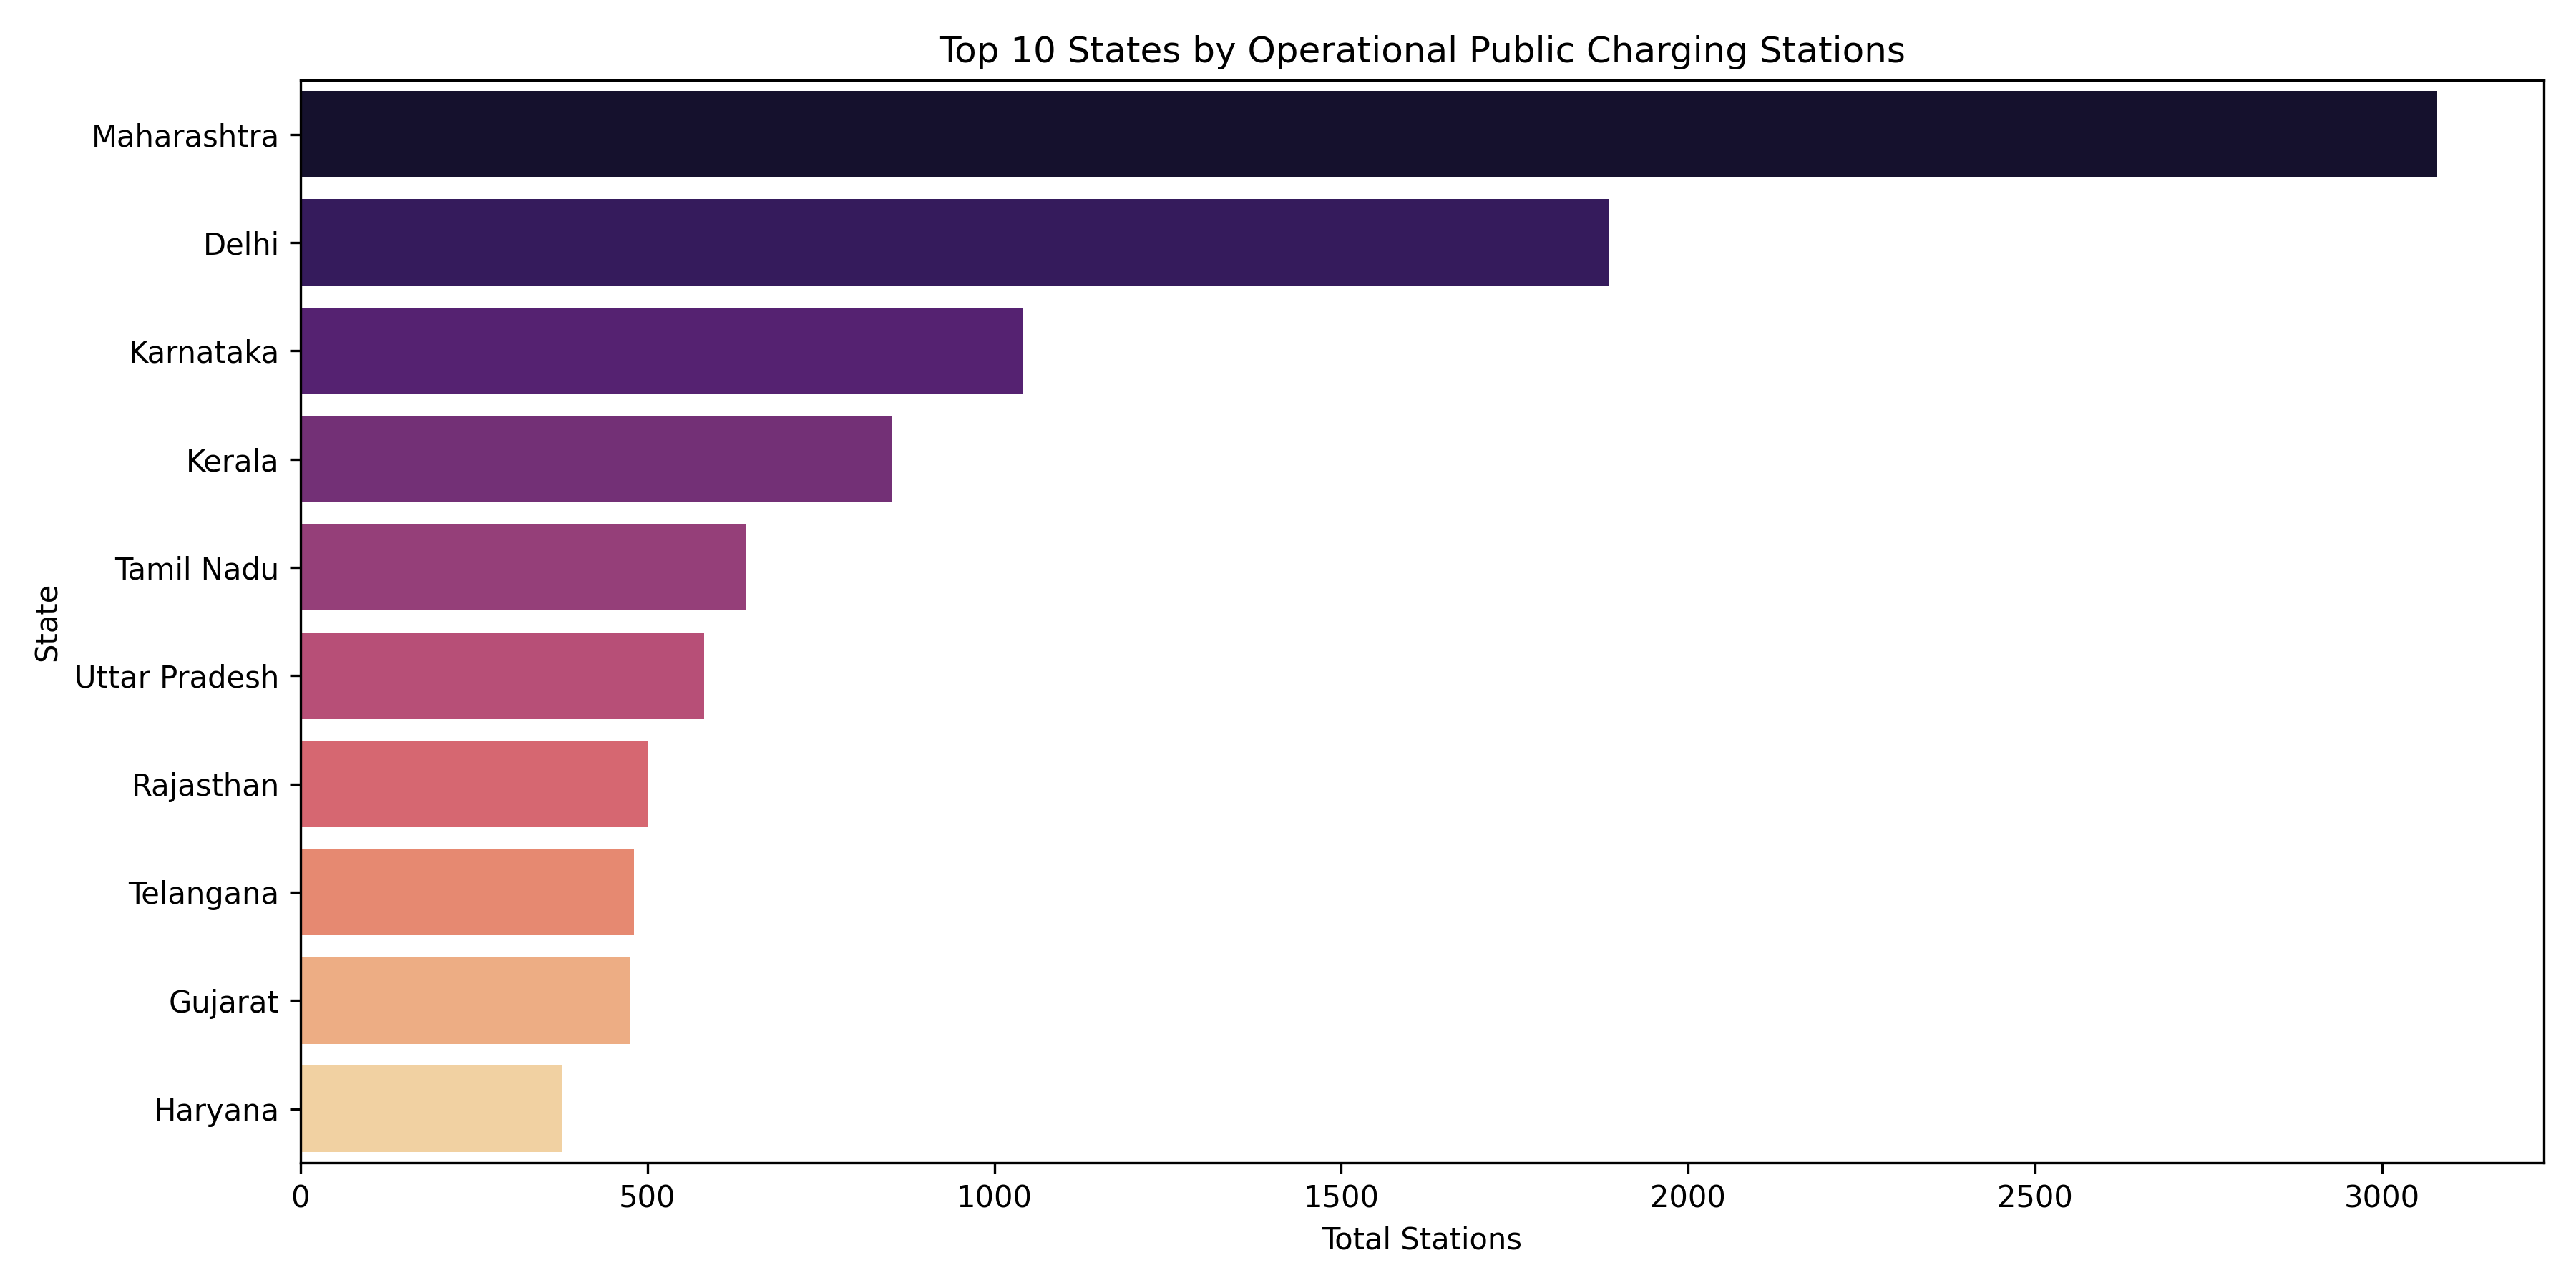 Top 10 States by Operational Public Charging Stations
Maharashtra
Delhi
Karnataka
Kerala
Tamil Nadu
Uttar Pradesh
Rajasthan
Telangana
Gujarat
Haryana
State
0 500 1000 1500 2000 2500 3000
Total Stations